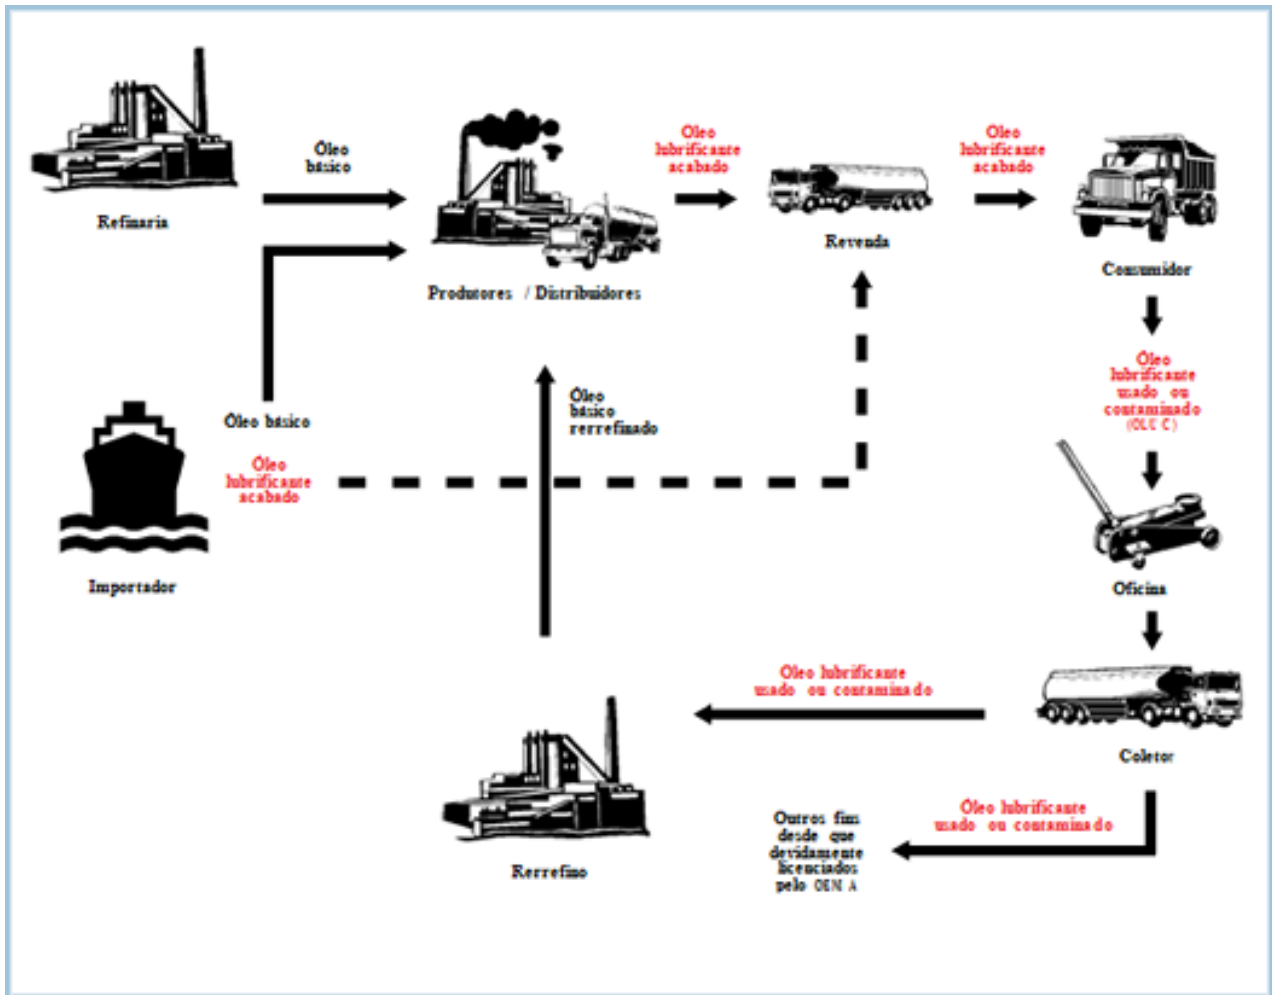 Óleo
básico
Refinaria
Produtores / Distribuidores
Óleo
lubrificante
acabado
Revenda
Óleo
lubrificante
acabado
Consumidor
Óleo
lubrificante
usado ou
contaminado
(OLUC)
Oficina
Coletor
Óleo básico
Óleo
lubrificante
acabado
Importador
Óleo
básico
rerrefinado
Óleo lubrificante
usado ou contaminado
Rerrefino
Óleo lubrificante
usado ou contaminado
Outros fins
desde que
devidamente
licenciados
pelo OEMA